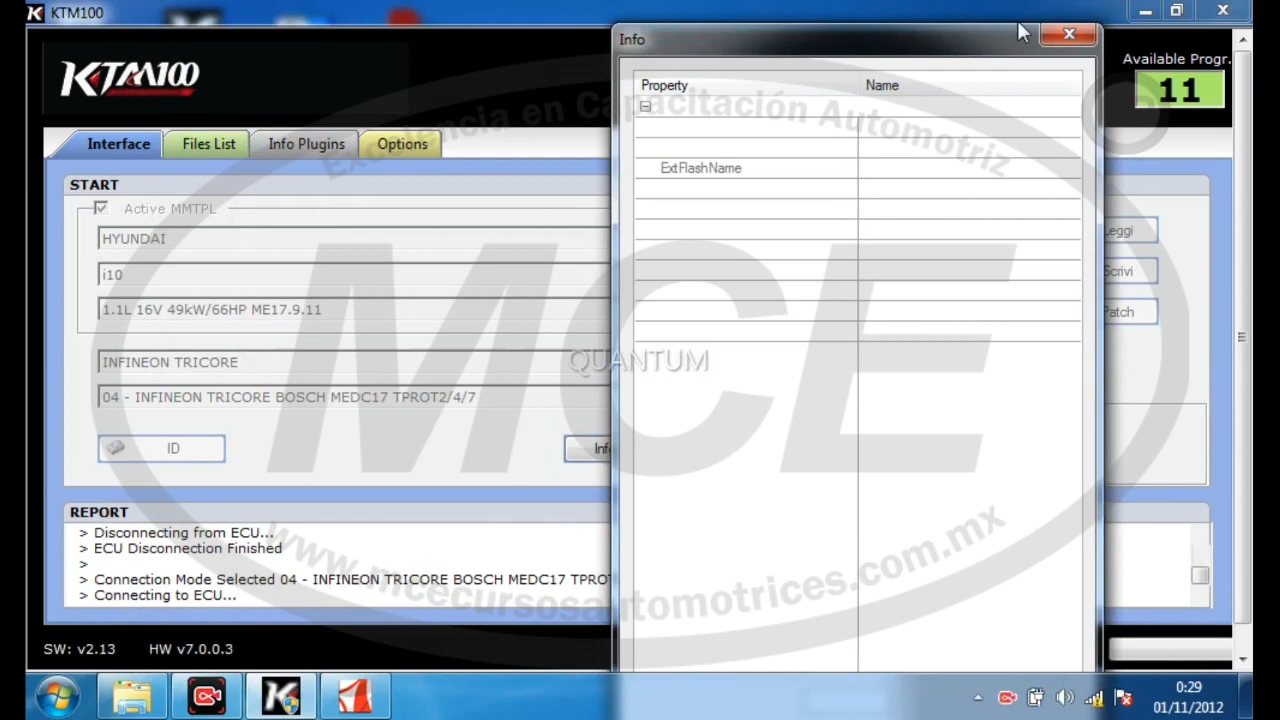 KTM100
KTM100
Info
Available Progr.
11
Property Name
ExtFlashName
Interface Files List Info Plugins Options
START
Active MMTPL
HYUNDAI
i10
1.1L 16V 49kW/66HP ME17.9.11
INFINEON TRICORE
04 - INFINEON TRICORE BOSCH MEDC17 TPROT2/4/7
ID
Inf
Leggi
Scrivi
Patch
REPORT
> Disconnecting from ECU...
> ECU Disconnection Finished
>
> Connection Mode Selected 04 - INFINEON TRICORE BOSCH MEDC17 TPROT
> Connecting to ECU...
SW: v2.13 HW v7.0.0.3
Excelencia en Capacitación Automotriz
MCE
QUANTUM
www.mcecursosautomotrices.com.mx
0:29
01/11/2012